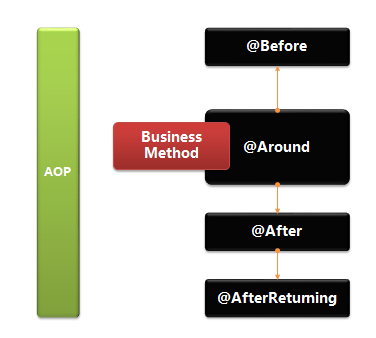 @Before
Business
Method
@Around
AOP
@After
@AfterReturning